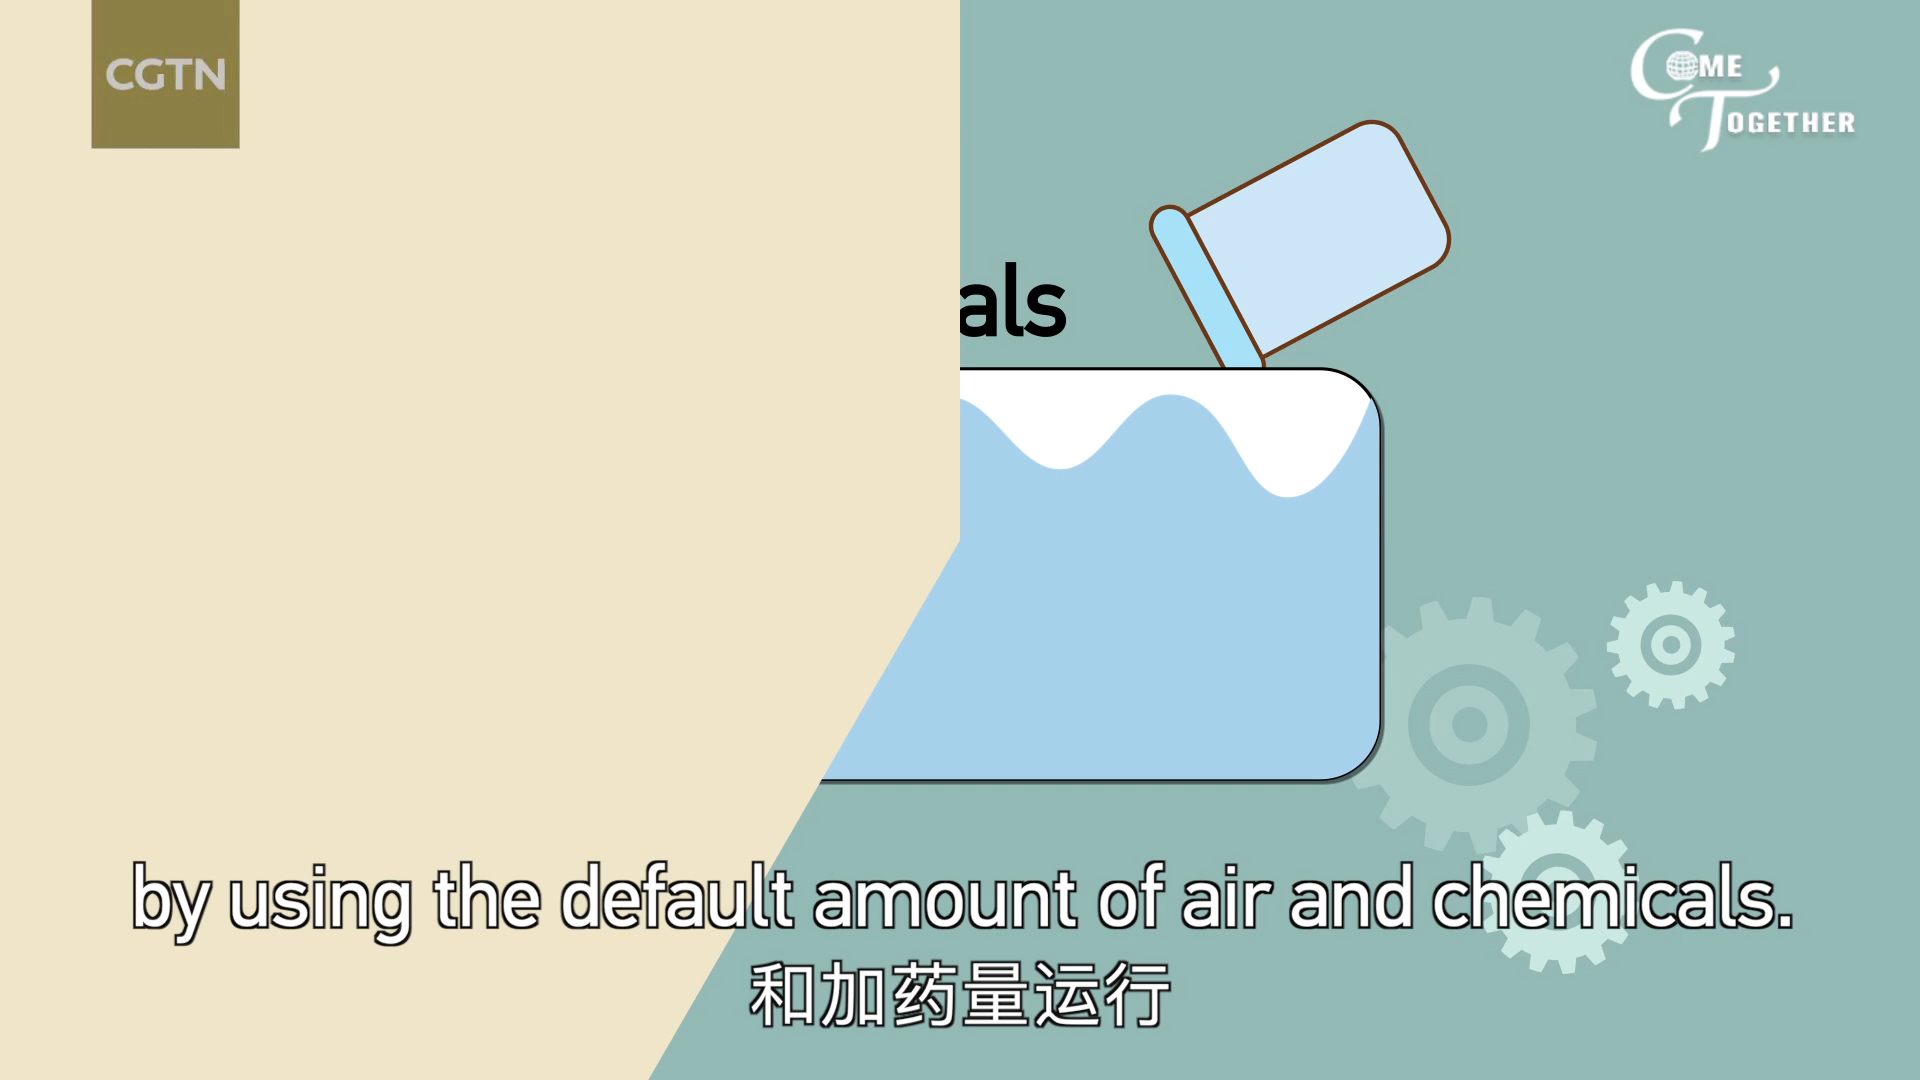 CGTN
COME
TOGETHER
als
by using the default amount of air and chemicals.
和加药量运行